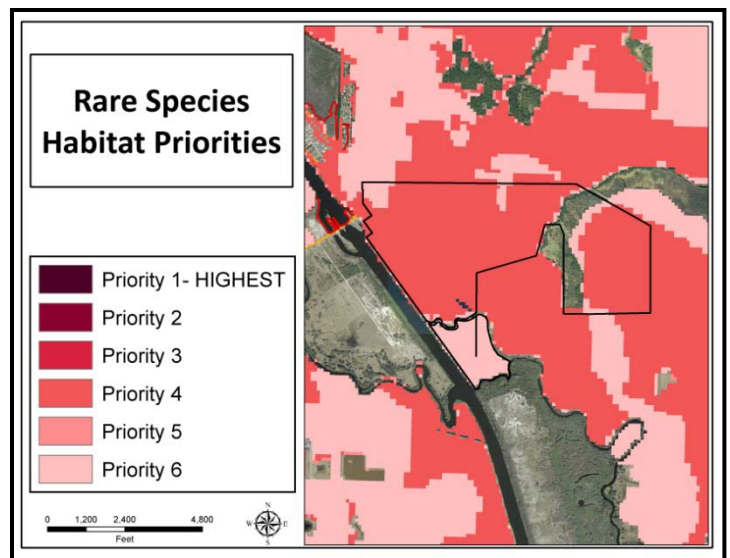 Rare Species
Habitat Priorities
Priority 1- HIGHEST
Priority 2
Priority 3
Priority 4
Priority 5
Priority 6
0 1,200 2,400 4,800
Feet
N
W E
S